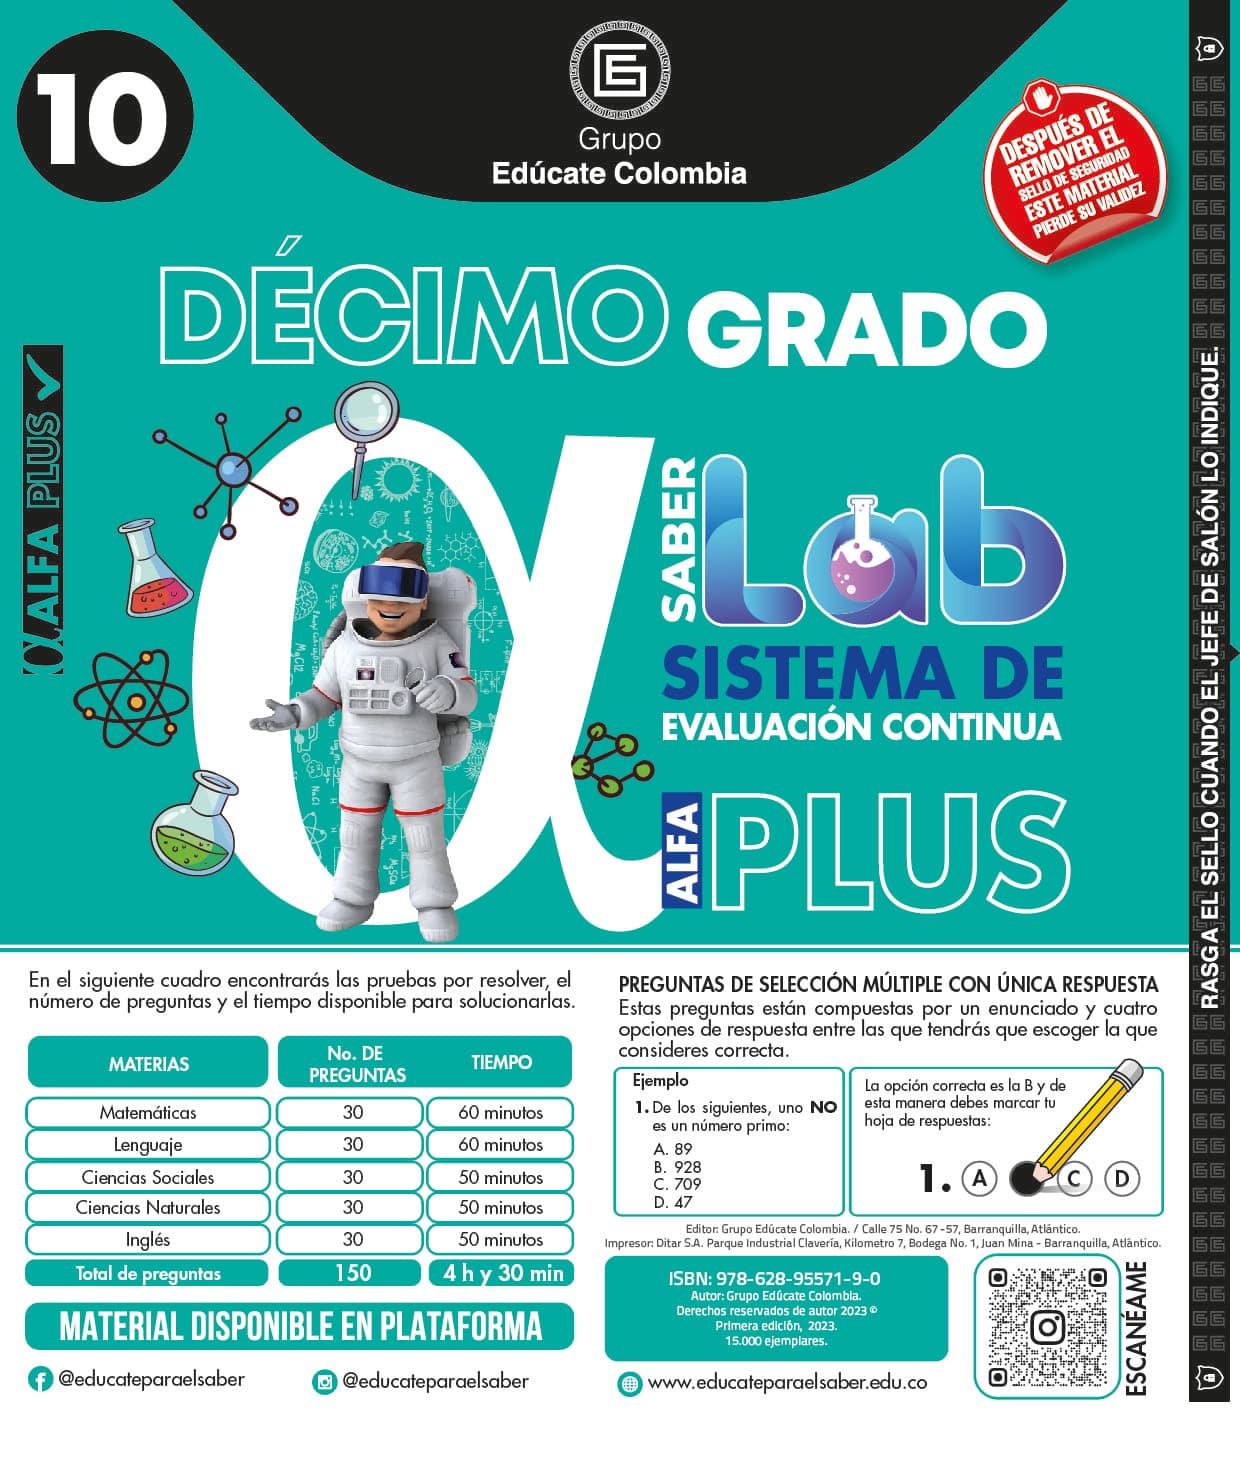 10
Grupo
Edúcate Colombia
DESPUÉS DE
REMOVER EL
SELLO DE SEGURIDAD
ESTE MATERIAL
PIERDE SU VALIDEZ
DÉCIMO GRADO
ALFA PLUS
SABER
Lab
SISTEMA DE
EVALUACIÓN CONTINUA
ALFA
PLUS
RASGA EL SELLO CUANDO EL JEFE DE SALÓN LO INDIQUE.
En el siguiente cuadro encontrarás las pruebas por resolver, el
número de preguntas y el tiempo disponible para solucionarlas.
MATERIAS No. DE PREGUNTAS TIEMPO
Matemáticas 30 60 minutos
Lenguaje 30 60 minutos
Ciencias Sociales 30 50 minutos
Ciencias Naturales 30 50 minutos
Inglés 30 50 minutos
Total de preguntas 150 4 h y 30 min
MATERIAL DISPONIBLE EN PLATAFORMA
@educateparaelsaber @educateparaelsaber
PREGUNTAS DE SELECCIÓN MÚLTIPLE CON ÚNICA RESPUESTA
Estas preguntas están compuestas por un enunciado y cuatro
opciones de respuesta entre las que tendrás que escoger la que
consideres correcta.
Ejemplo
1. De los siguientes, uno NO
es un número primo:
A. 89
B. 928
C. 709
D. 47
La opción correcta es la B y de
esta manera debes marcar tu
hoja de respuestas:
1. A C D
Editor: Grupo Edúcate Colombia. / Calle 75 No. 67 -57, Barranquilla, Atlántico.
Impresor: Ditar S.A. Parque Industrial Clavería, Kilometro 7, Bodega No. 1, Juan Mina - Barranquilla, Atlántico.
ISBN: 978-628-95571-9-0
Autor: Grupo Edúcate Colombia.
Derechos reservados de autor 2023 ©
Primera edición, 2023.
15.000 ejemplares.
www.educateparaelsaber.edu.co
ESCANÉAME